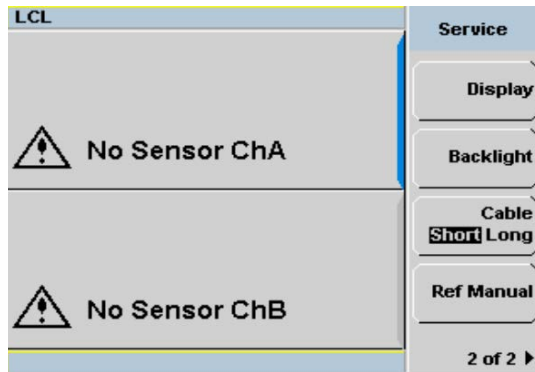 LCL
No Sensor ChA
No Sensor ChB
Service
Display
Backlight
Cable
Short Long
Ref Manual
2 of 2